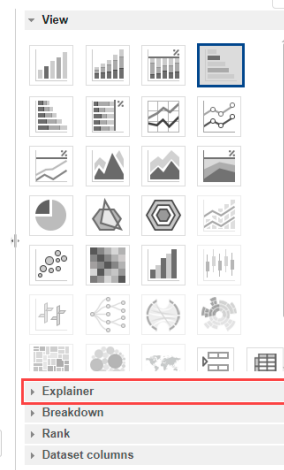 View
%
%
%
%
Explainer
Breakdown
Rank
Dataset columns